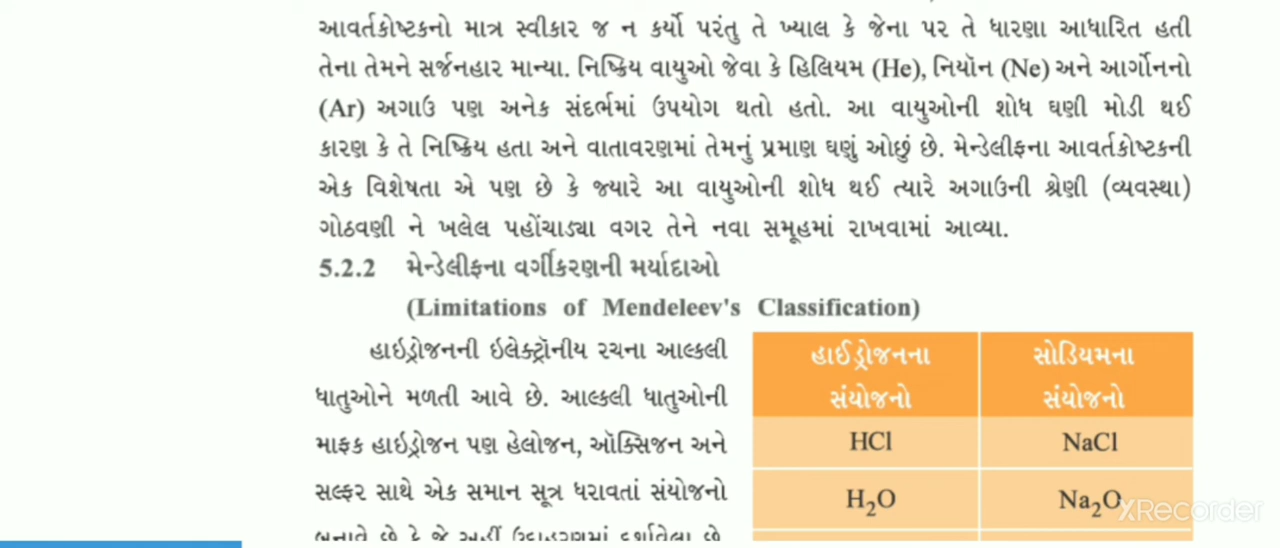 આવર્તકોષ્ટકનો માત્ર સ્વીકાર જ ન કર્યો પરંતુ તે ખ્યાલ કે જેના પર તે ધારણા આધારિત હતી
તેના તેમને સર્જનહાર માન્યા. નિષ્ક્રિય વાયુઓ જેવા કે હિલિયમ (He), નિયૉન (Ne) અને આર્ગોનનો
(Ar) અગાઉ પણ અનેક સંદર્ભમાં ઉપયોગ થતો હતો. આ વાયુઓની શોધ ઘણી મોડી થઈ
કારણ કે તે નિષ્ક્રિય હતા અને વાતાવરણમાં તેમનું પ્રમાણ ઘણું ઓછું છે. મેન્ડેલીફના આવર્તકોષ્ટકની
એક વિશેષતા એ પણ છે કે જ્યારે આ વાયુઓની શોધ થઈ ત્યારે અગાઉની શ્રેણી (વ્યવસ્થા)
ગોઠવણી ને ખલેલ પહોંચાડ્યા વગર તેને નવા સમૂહમાં રાખવામાં આવ્યા.
5.2.2 મેન્ડેલીફના વર્ગીકરણની મર્યાદાઓ
(Limitations of Mendeleev's Classification)
હાઇડ્રોજનની ઇલેક્ટ્રૉનીય રચના આલ્કલી
ધાતુઓને મળતી આવે છે. આલ્કલી ધાતુઓની
માફક હાઇડ્રોજન પણ હેલોજન, ઑક્સિજન અને
સલ્ફર સાથે એક સમાન સૂત્ર ધરાવતાં સંયોજનો
બનાવે છે કે જે અહીં ઉદાહરણમાં દર્શાવેલા છે.
હાઈડ્રોજનના સંયોજનો
સોડિયમના સંયોજનો
HCl NaCl
H₂O Na₂O
XRecorder